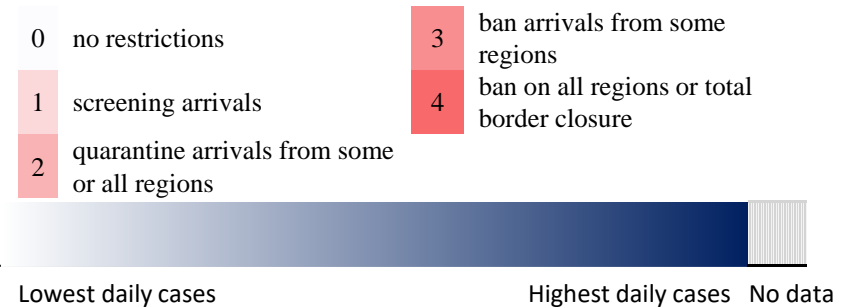 0 no restrictions
1 screening arrivals
2 quarantine arrivals from some
or all regions
3 ban arrivals from some
regions
4 ban on all regions or total
border closure
Lowest daily cases
Highest daily cases
No data